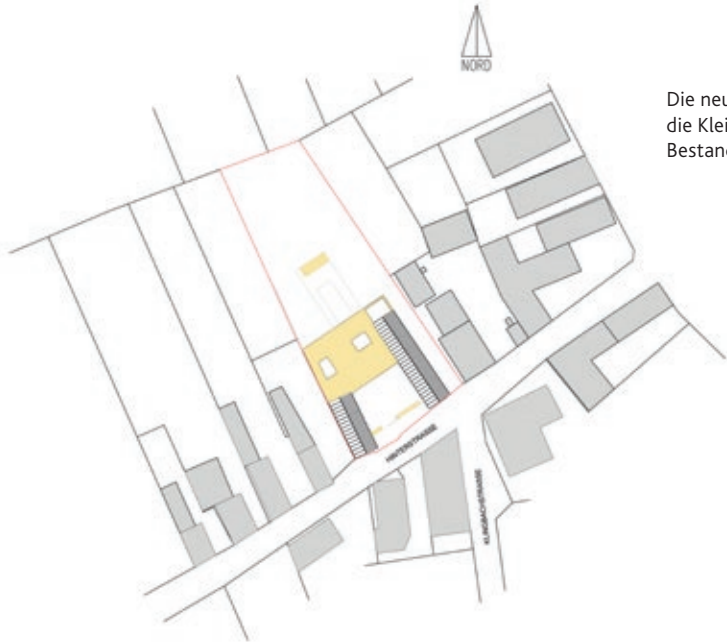 NORD
Die neu
die Klei
Bestand
HINTERSTRASSE
KLINGBACHSTRASSE